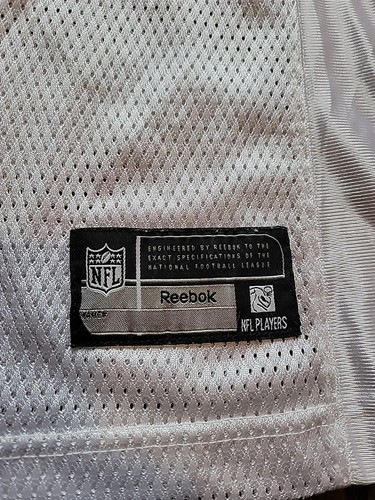 ENGINEERED BY REEBOK TO THE
EXACT SPECIFICATIONS OF THE
NATIONAL FOOTBALL LEAGUE
NFL
Reebok
NFL PLAYERS